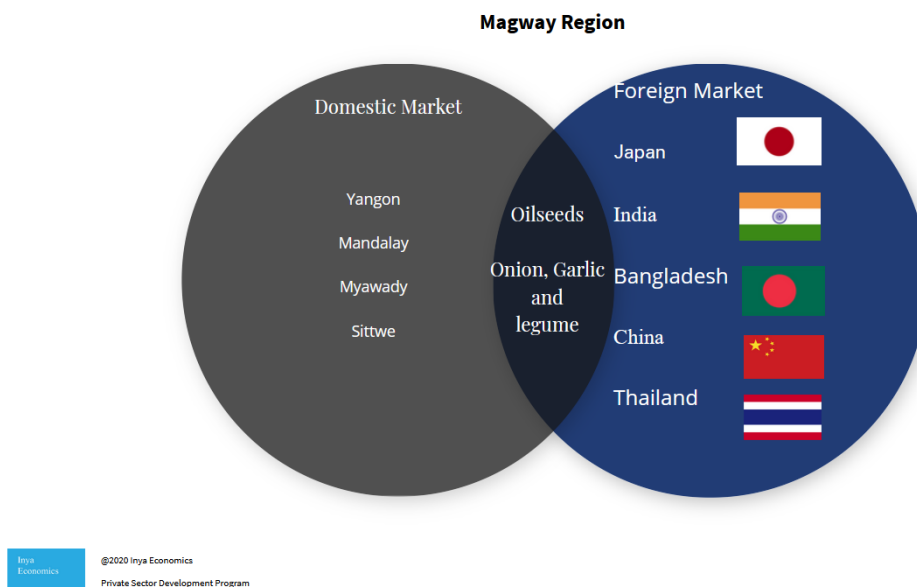 Magway Region
Domestic Market
Yangon
Mandalay
Myawady
Sittwe
Oilseeds
Onion, Garlic
and
legume
Foreign Market
Japan
India
Bangladesh
China
Thailand
Inya
Economics
@2020 Inya Economics
Private Sector Development Program